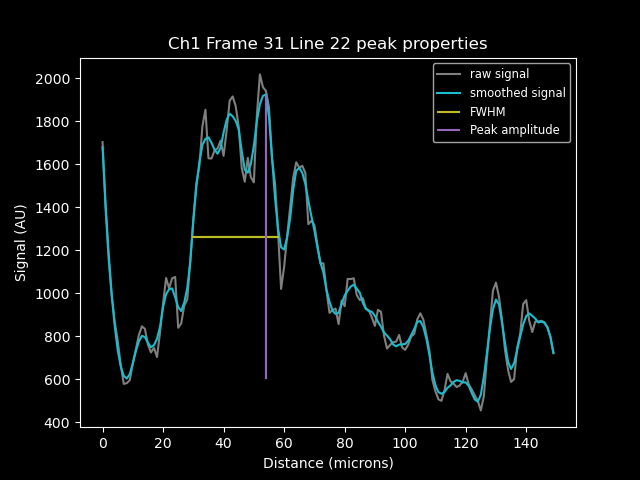 Ch1 Frame 31 Line 22 peak properties
raw signal
smoothed signal
FWHM
Peak amplitude
Signal (AU)
2000
1800
1600
1400
1200
1000
800
600
400
0 20 40 60 80 100 120 140
Distance (microns)